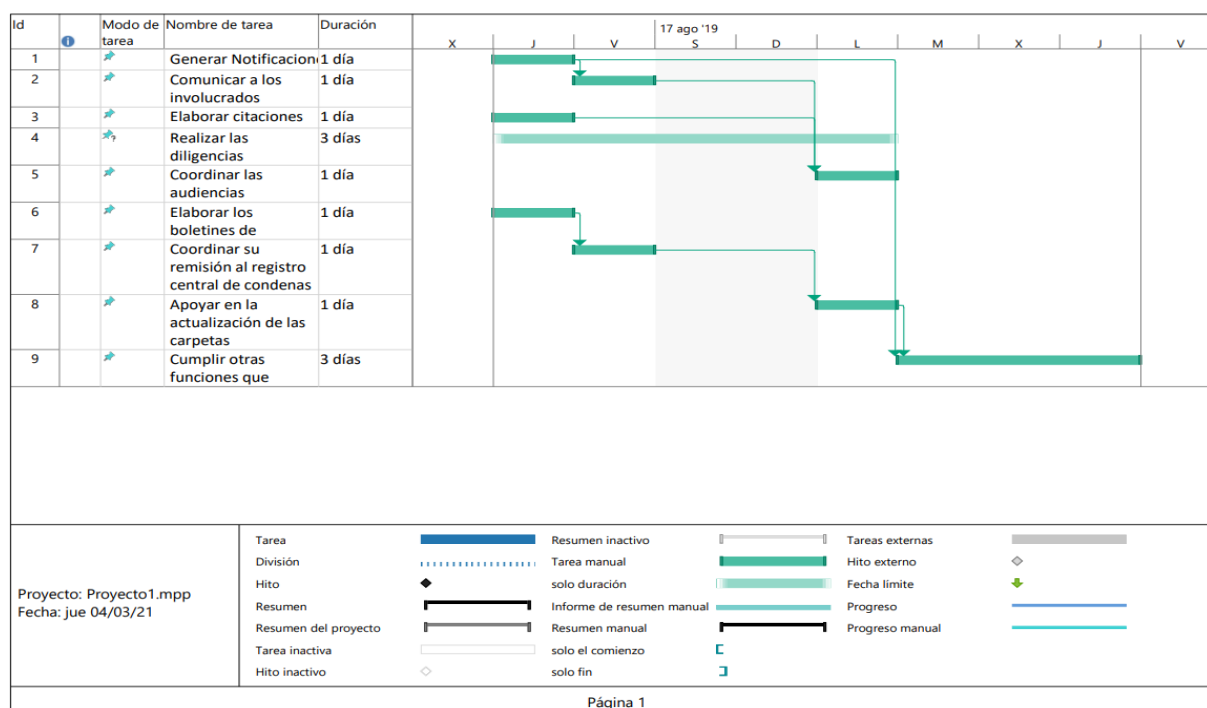 Id
Modo de tarea
Nombre de tarea
Duración
17 ago '19
X J V S D L M X J V
1 Generar Notificacion 1 día
2 Comunicar a los 1 día
involucrados
3 Elaborar citaciones 1 día
4 Realizar las 3 días
diligencias
5 Coordinar las 1 día
audiencias
6 Elaborar los 1 día
boletines de
7 Coordinar su 1 día
remisión al registro
central de condenas
8 Apoyar en la 1 día
actualización de las
carpetas
9 Cumplir otras 3 días
funciones que
Proyecto: Proyecto1.mpp
Fecha: jue 04/03/21
Tarea
División
Hito
Resumen
Resumen del proyecto
Tarea inactiva
Hito inactivo
Resumen inactivo
Tarea manual
solo duración
Informe de resumen manual
Resumen manual
solo el comienzo
solo fin
Tareas externas
Hito externo
Fecha límite
Progreso
Progreso manual
Página 1